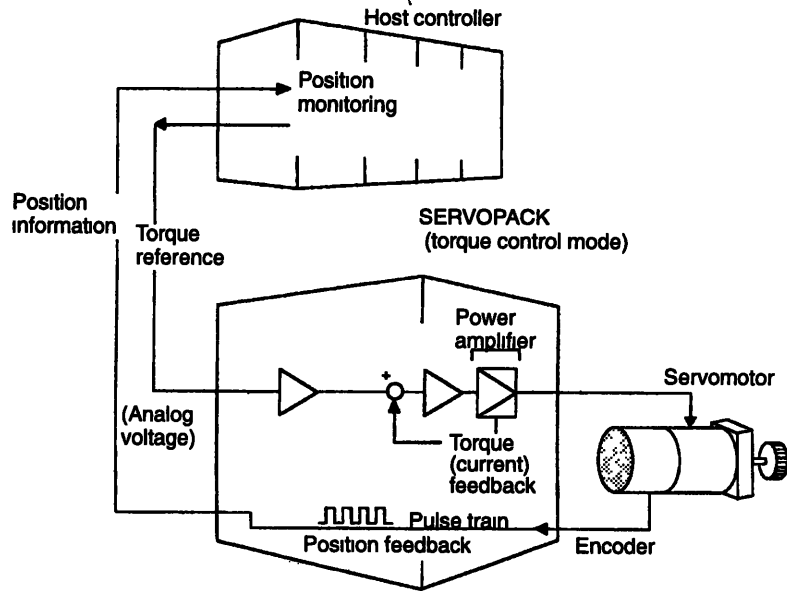 Host controller
Position
monitoring
Position
information
Torque
reference
SERVOPACK
(torque control mode)
Power
amplifier
+
Servomotor
(Analog
voltage)
Torque
(current)
feedback
Pulse train
Position feedback
Encoder